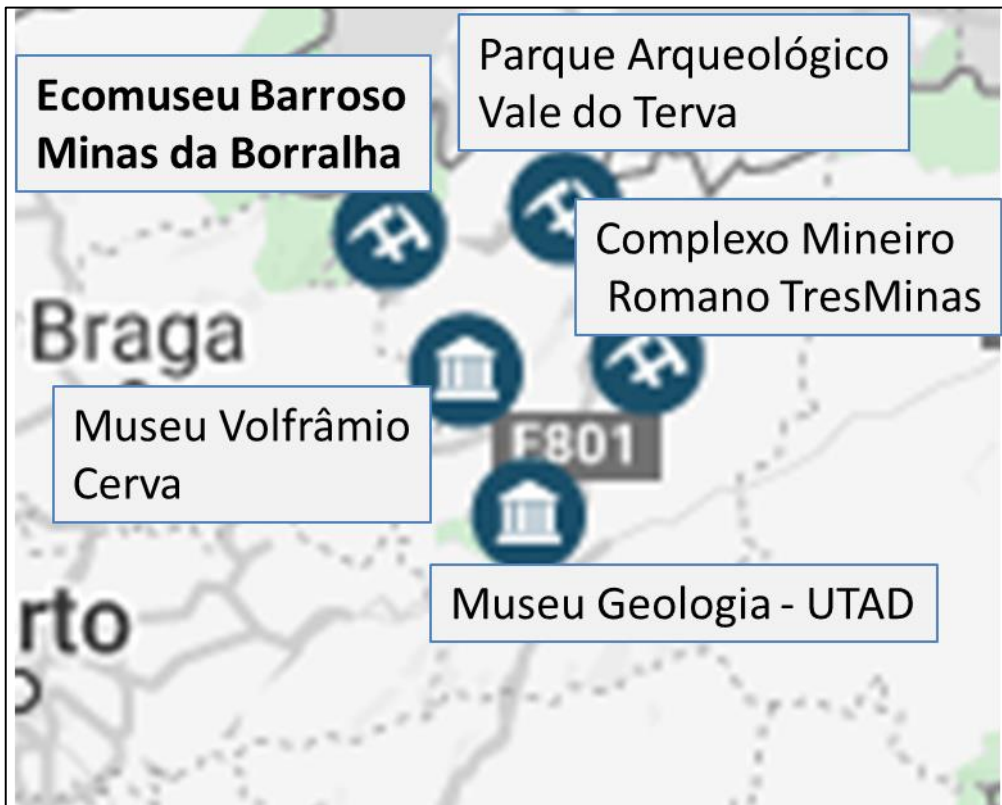 Parque Arqueológico
Vale do Terva
Ecomuseu Barroso
Minas da Borralha
Complexo Mineiro
Romano TresMinas
Braga
Museu Volfrâmio
Cerva
E801
Museu Geologia - UTAD
rto